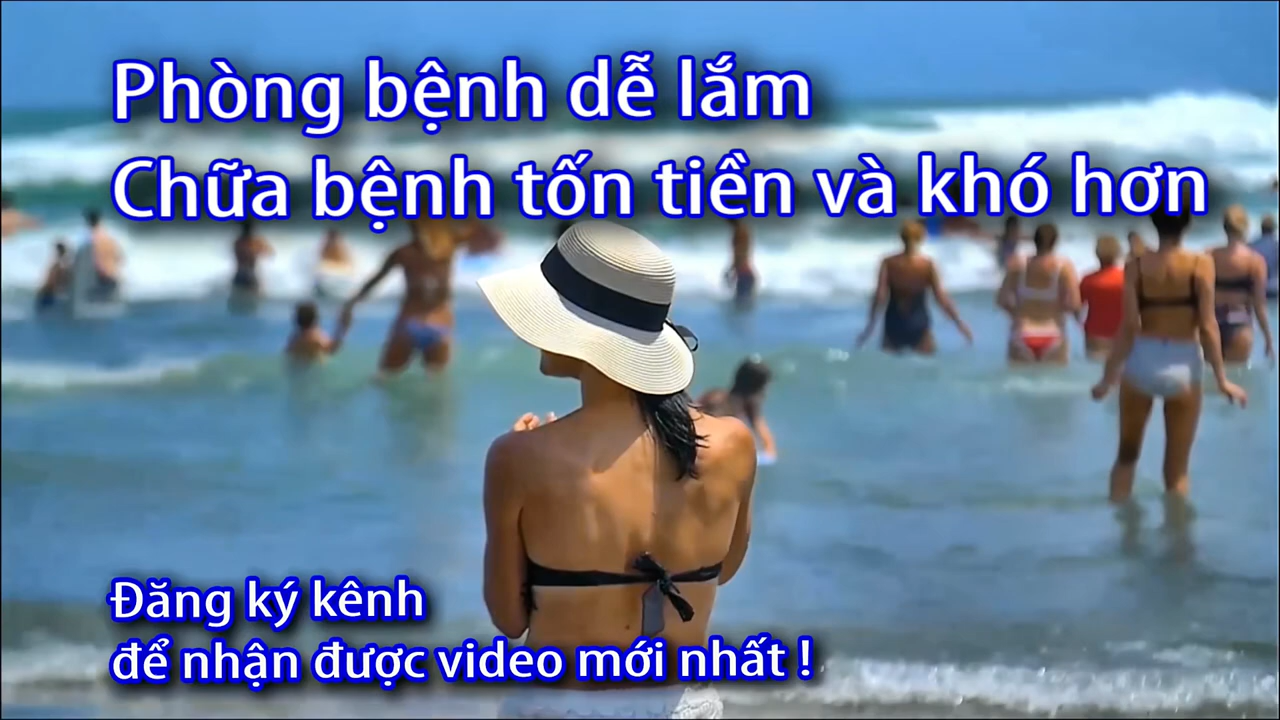 Phòng bệnh dễ lắm
Chữa bệnh tốn tiền và khó hơn
Đăng ký kênh
để nhận được video mới nhất !